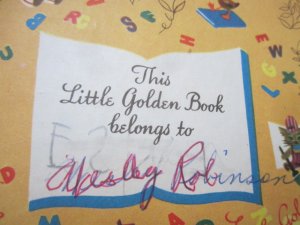 This
Little Golden Book
belongs to
Wesley Robinson